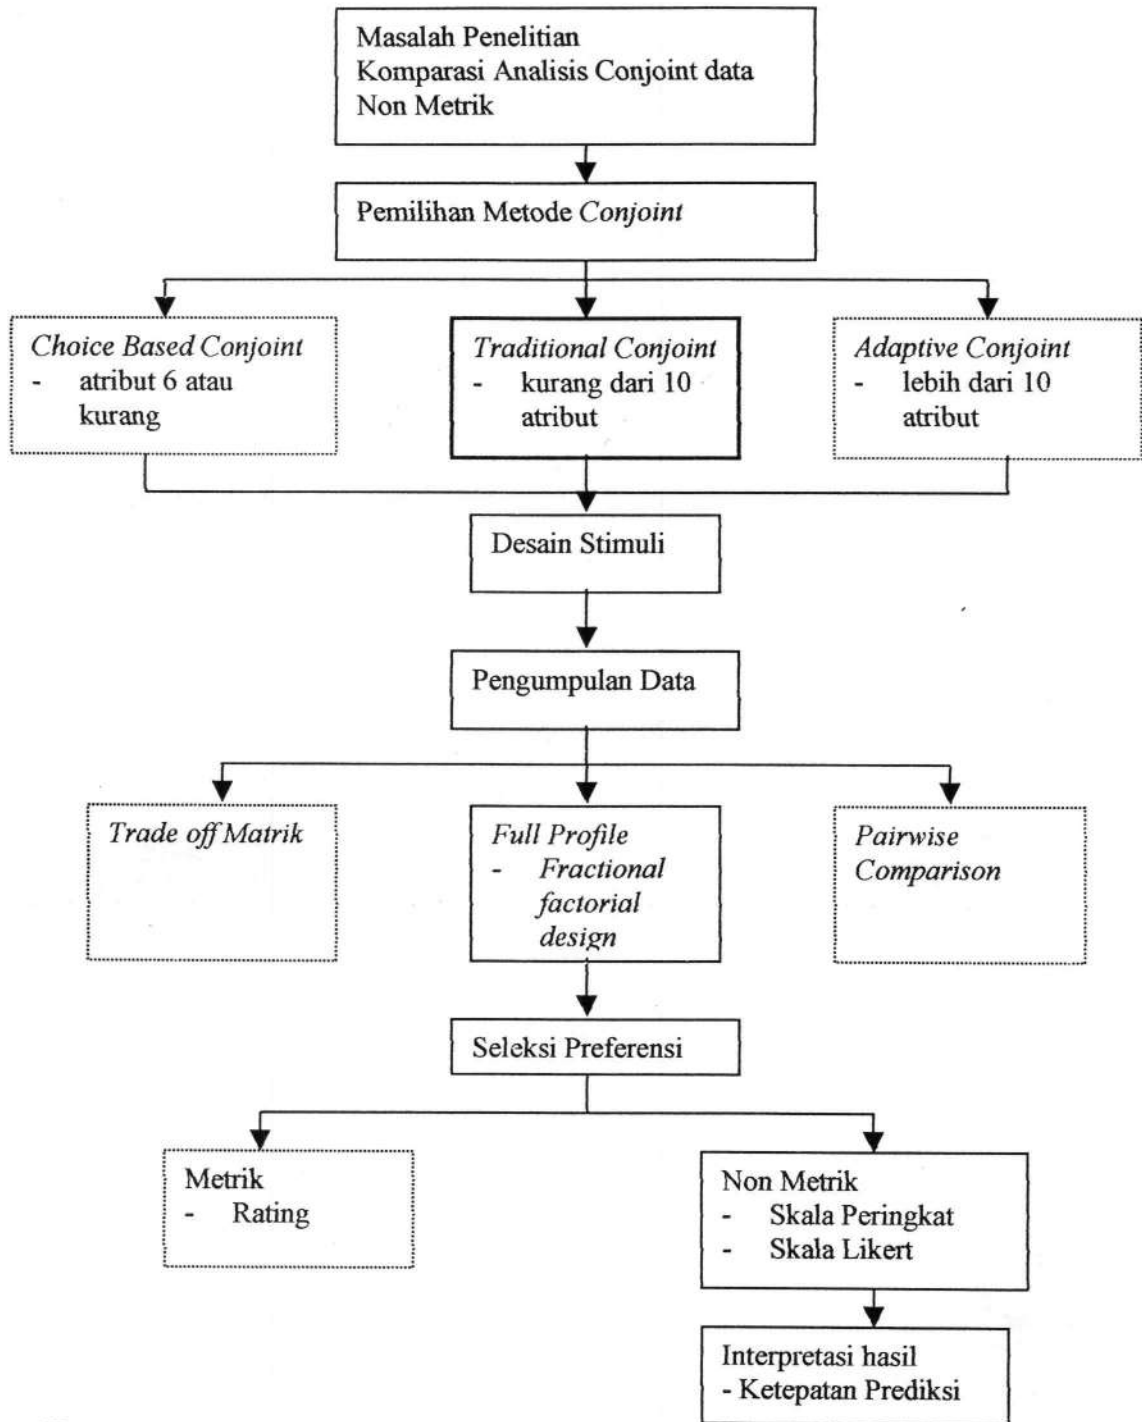 Masalah Penelitian
Komparasi Analisis Conjoint data
Non Metrik
Pemilihan Metode Conjoint
Choice Based Conjoint
- atribut 6 atau
kurang
Traditional Conjoint
- kurang dari 10
atribut
Adaptive Conjoint
- lebih dari 10
atribut
Desain Stimuli
Pengumpulan Data
Trade off Matrik
Full Profile
- Fractional
factorial
design
Pairwise
Comparison
Seleksi Preferensi
Metrik
- Rating
Non Metrik
- Skala Peringkat
- Skala Likert
Interpretasi hasil
- Ketepatan Prediksi